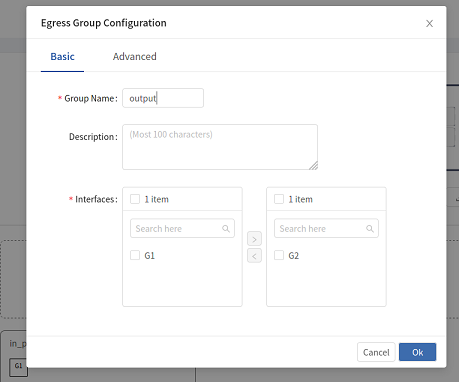 Egress Group Configuration
Basic Advanced
* Group Name: output
Description: (Most 100 characters)
* Interfaces: 1 item 1 item
Search here Search here
> 
G1 < G2
in_p
G1
Cancel Ok